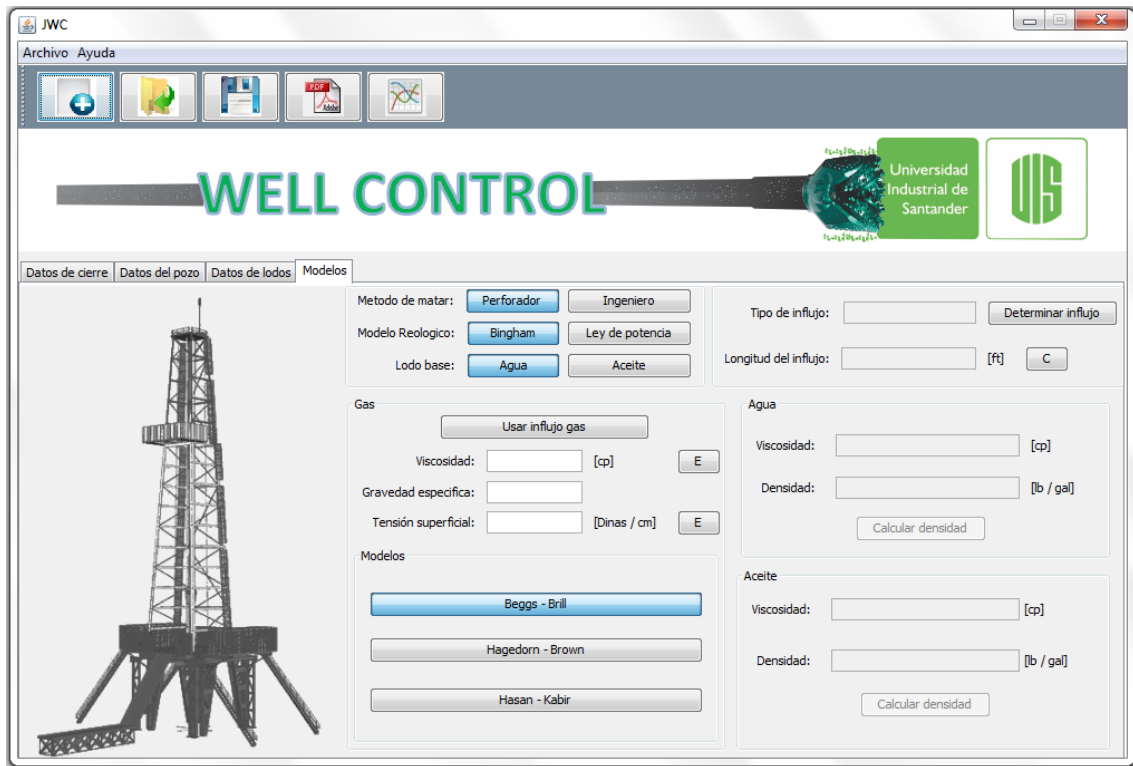 JWC
Archivo Ayuda
PDF
Adobe
WELL CONTROL
Universidad
Industrial de
Santander
UIS
Datos de cierre Datos del pozo Datos de lodos Modelos
Metodo de matar: Perforador Ingeniero
Modelo Reologico: Bingham Ley de potencia
Lodo base: Agua Aceite
Tipo de influjo: Determinar influjo
Longitud del influjo: [ft] C
Gas
Usar influjo gas
Viscosidad: [cp] E
Gravedad especifica:
Tensión superficial: [Dinas / cm] E
Modelos
Beggs - Brill
Hagedorn - Brown
Hasan - Kabir
Agua
Viscosidad: [cp]
Densidad: [lb / gal]
Calcular densidad
Aceite
Viscosidad: [cp]
Densidad: [lb / gal]
Calcular densidad